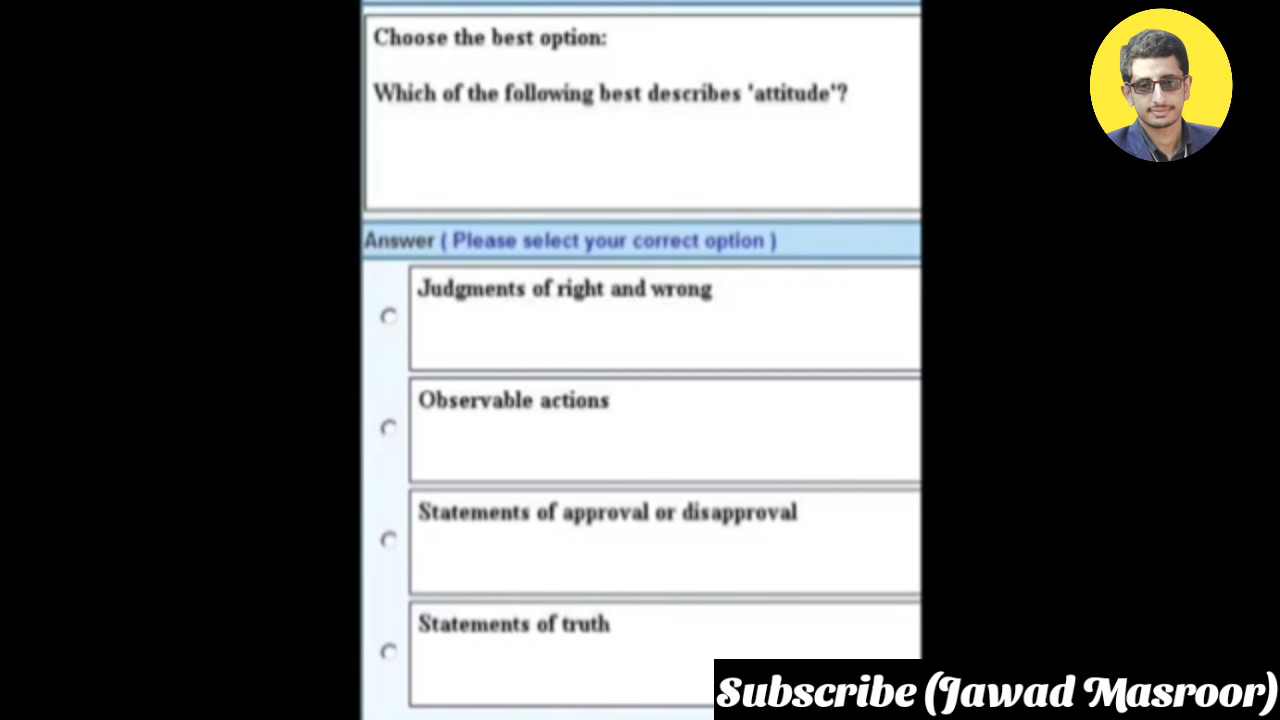 Choose the best option:
Which of the following best describes 'attitude'?
Answer ( Please select your correct option )
Judgments of right and wrong
Observable actions
Statements of approval or disapproval
Statements of truth
Subscribe (Jawad Masroor)